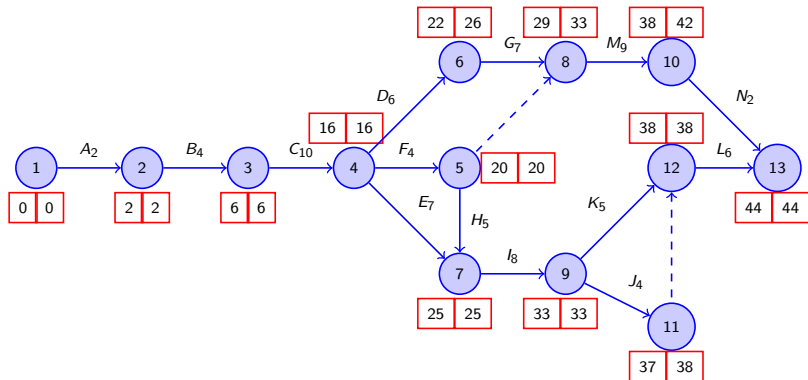 22 26
29 33
38 42
G7
M9
6
8
10
D6
N2
16 16
38 38
A2
B4
C10
F4
L6
1
2
3
4
5
12
13
20 20
0 0
2 2
6 6
E7
H5
K5
44 44
I8
7
9
J4
25 25
33 33
11
37 38